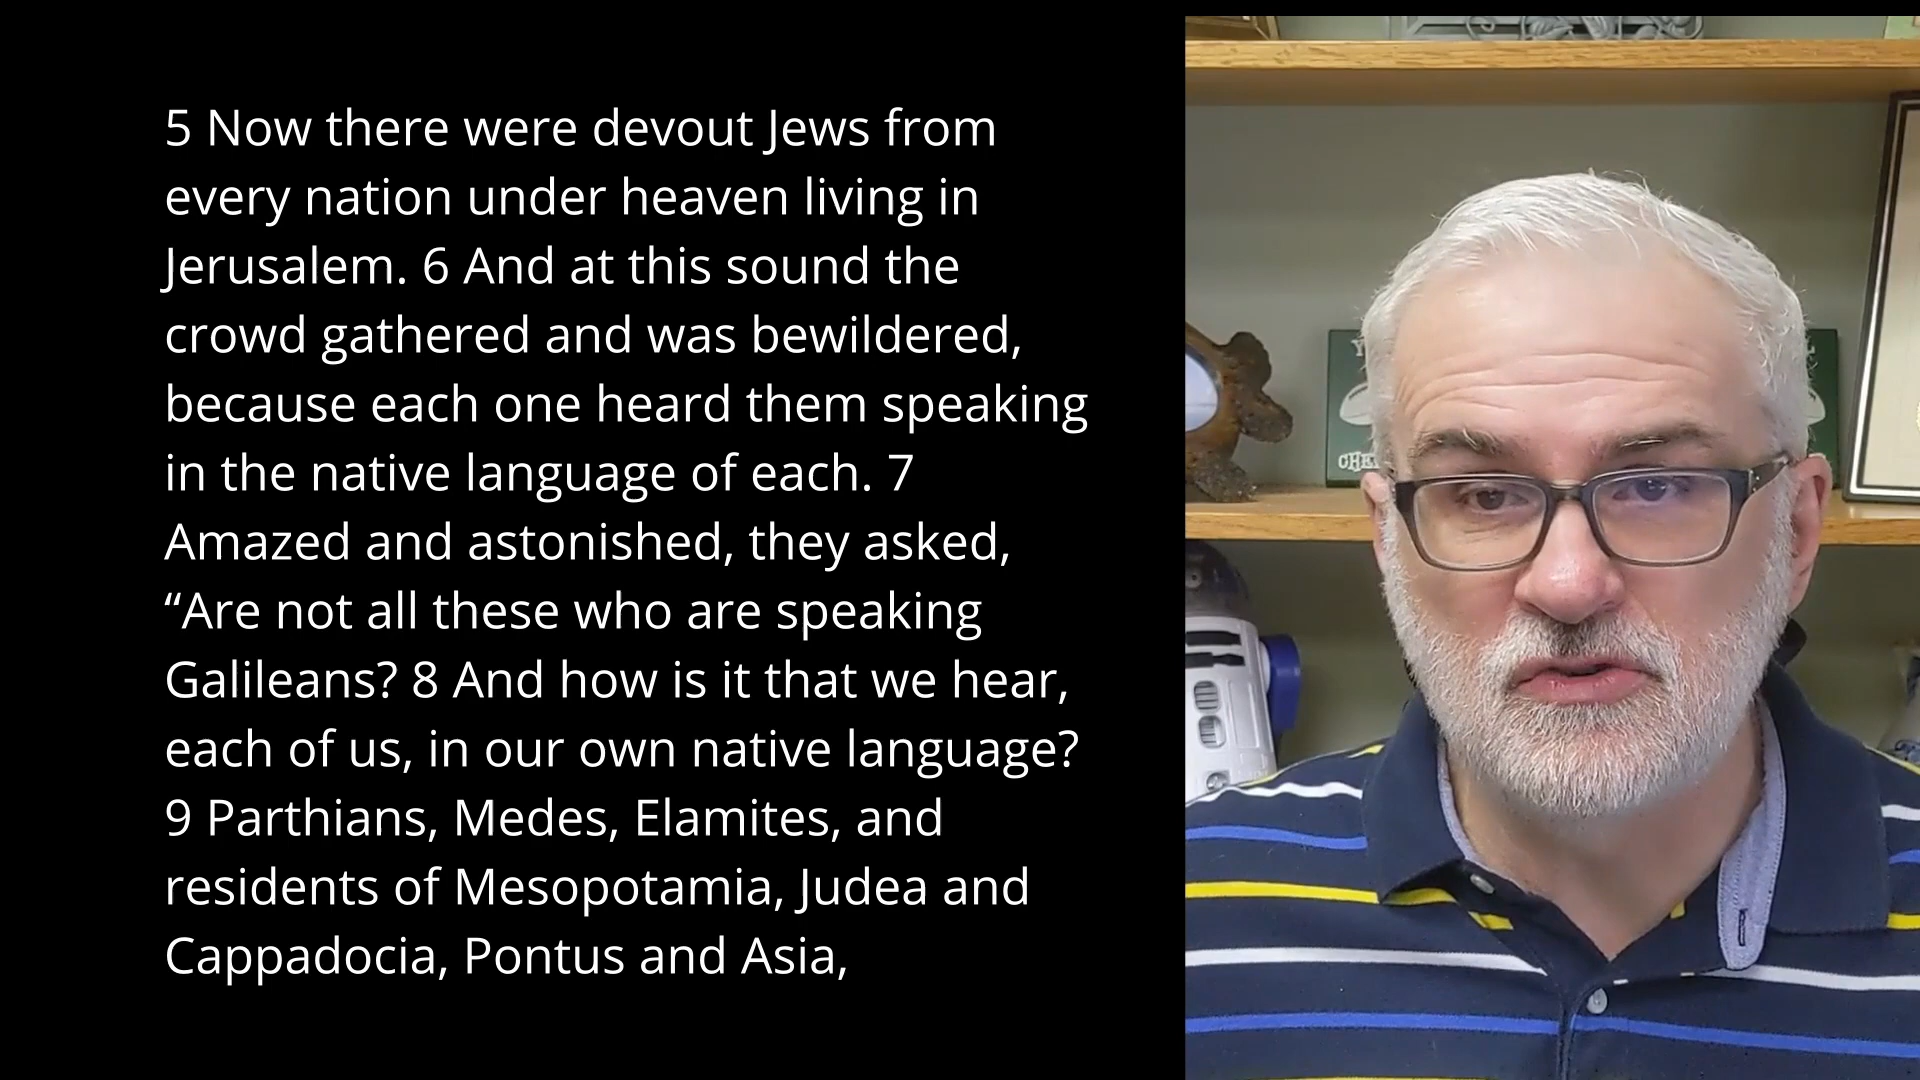 5 Now there were devout Jews from
every nation under heaven living in
Jerusalem. 6 And at this sound the
crowd gathered and was bewildered,
because each one heard them speaking
in the native language of each. 7
Amazed and astonished, they asked,
“Are not all these who are speaking
Galileans? 8 And how is it that we hear,
each of us, in our own native language?
9 Parthians, Medes, Elamites, and
residents of Mesopotamia, Judea and
Cappadocia, Pontus and Asia,